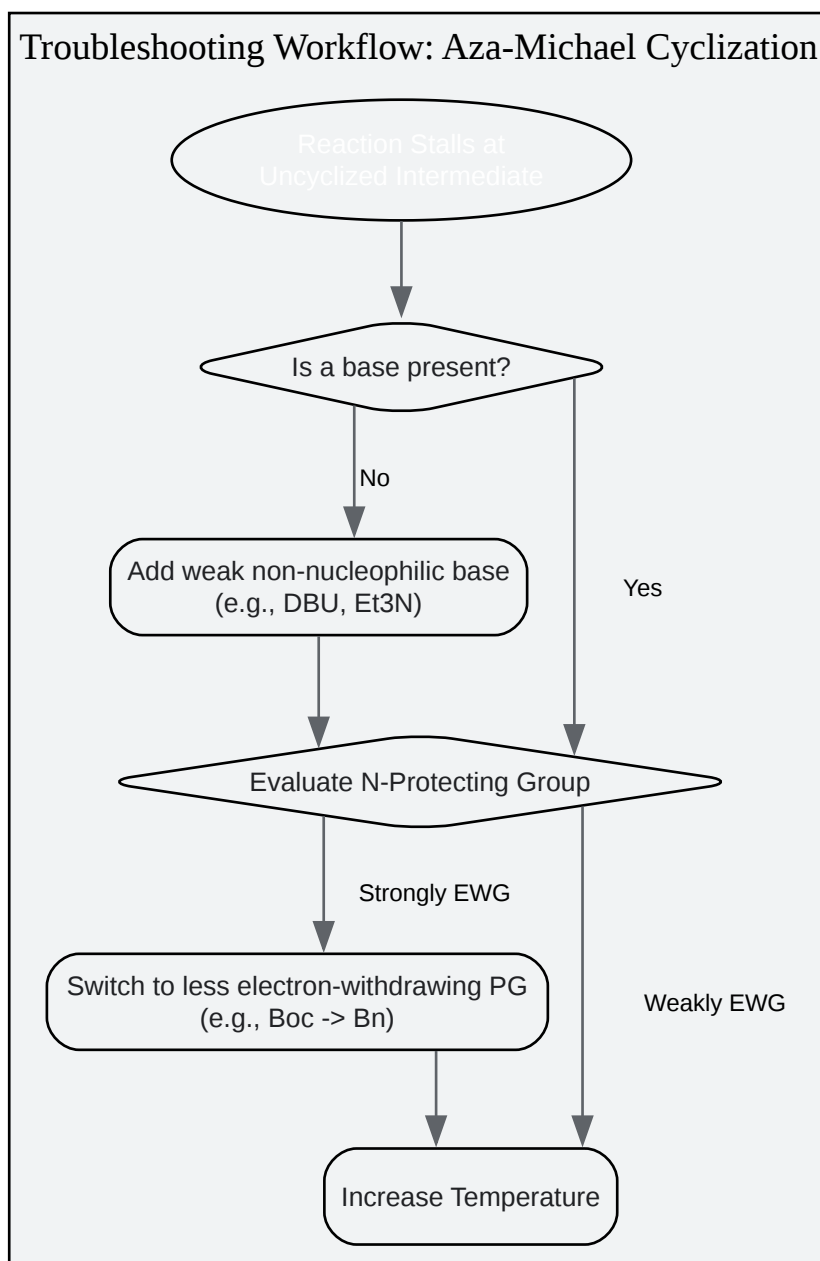 Troubleshooting Workflow: Aza-Michael Cyclization
Reaction Stalls at
Uncyclized Intermediate
Is a base present?
No
Add weak non-nucleophilic base
(e.g., DBU, Et3N)
Yes
Evaluate N-Protecting Group
Strongly EWG
Switch to less electron-withdrawing PG
(e.g., Boc -> Bn)
Weakly EWG
Increase Temperature